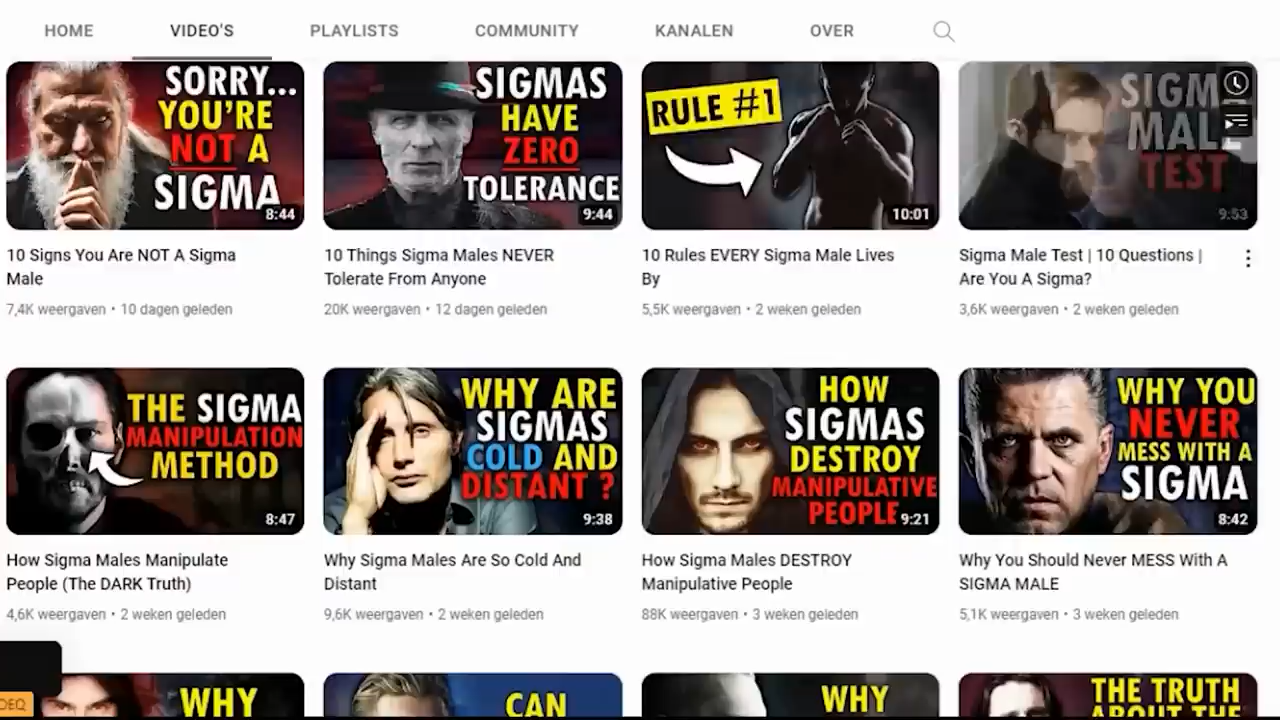 HOME VIDEO'S PLAYLISTS COMMUNITY KANALEN OVER
SORRY...
YOU'RE
NOT A
SIGMA
8:44
SIGMAS
HAVE
ZERO
TOLERANCE
9:44
RULE #1
10:01
SIGMA
MALE
TEST
9:53
10 Signs You Are NOT A Sigma
Male
7,4K weergaven • 10 dagen geleden
10 Things Sigma Males NEVER
Tolerate From Anyone
20K weergaven • 12 dagen geleden
10 Rules EVERY Sigma Male Lives
By
5,5K weergaven • 2 weken geleden
Sigma Male Test | 10 Questions |
Are You A Sigma?
3,6K weergaven • 2 weken geleden
THE SIGMA
MANIPULATION
METHOD
8:47
WHY ARE
SIGMAS
COLD AND
DISTANT ?
9:38
HOW
SIGMAS
DESTROY
MANIPULATIVE
PEOPLE
9:21
WHY YOU
NEVER
MESS WITH A
SIGMA
8:42
How Sigma Males Manipulate
People (The DARK Truth)
4,6K weergaven • 2 weken geleden
Why Sigma Males Are So Cold And
Distant
9,6K weergaven • 2 weken geleden
How Sigma Males DESTROY
Manipulative People
88K weergaven • 3 weken geleden
Why You Should Never MESS With A
SIGMA MALE
5,1K weergaven • 3 weken geleden
WHY
CAN
WHY
THE TRUTH
ABOUT THE